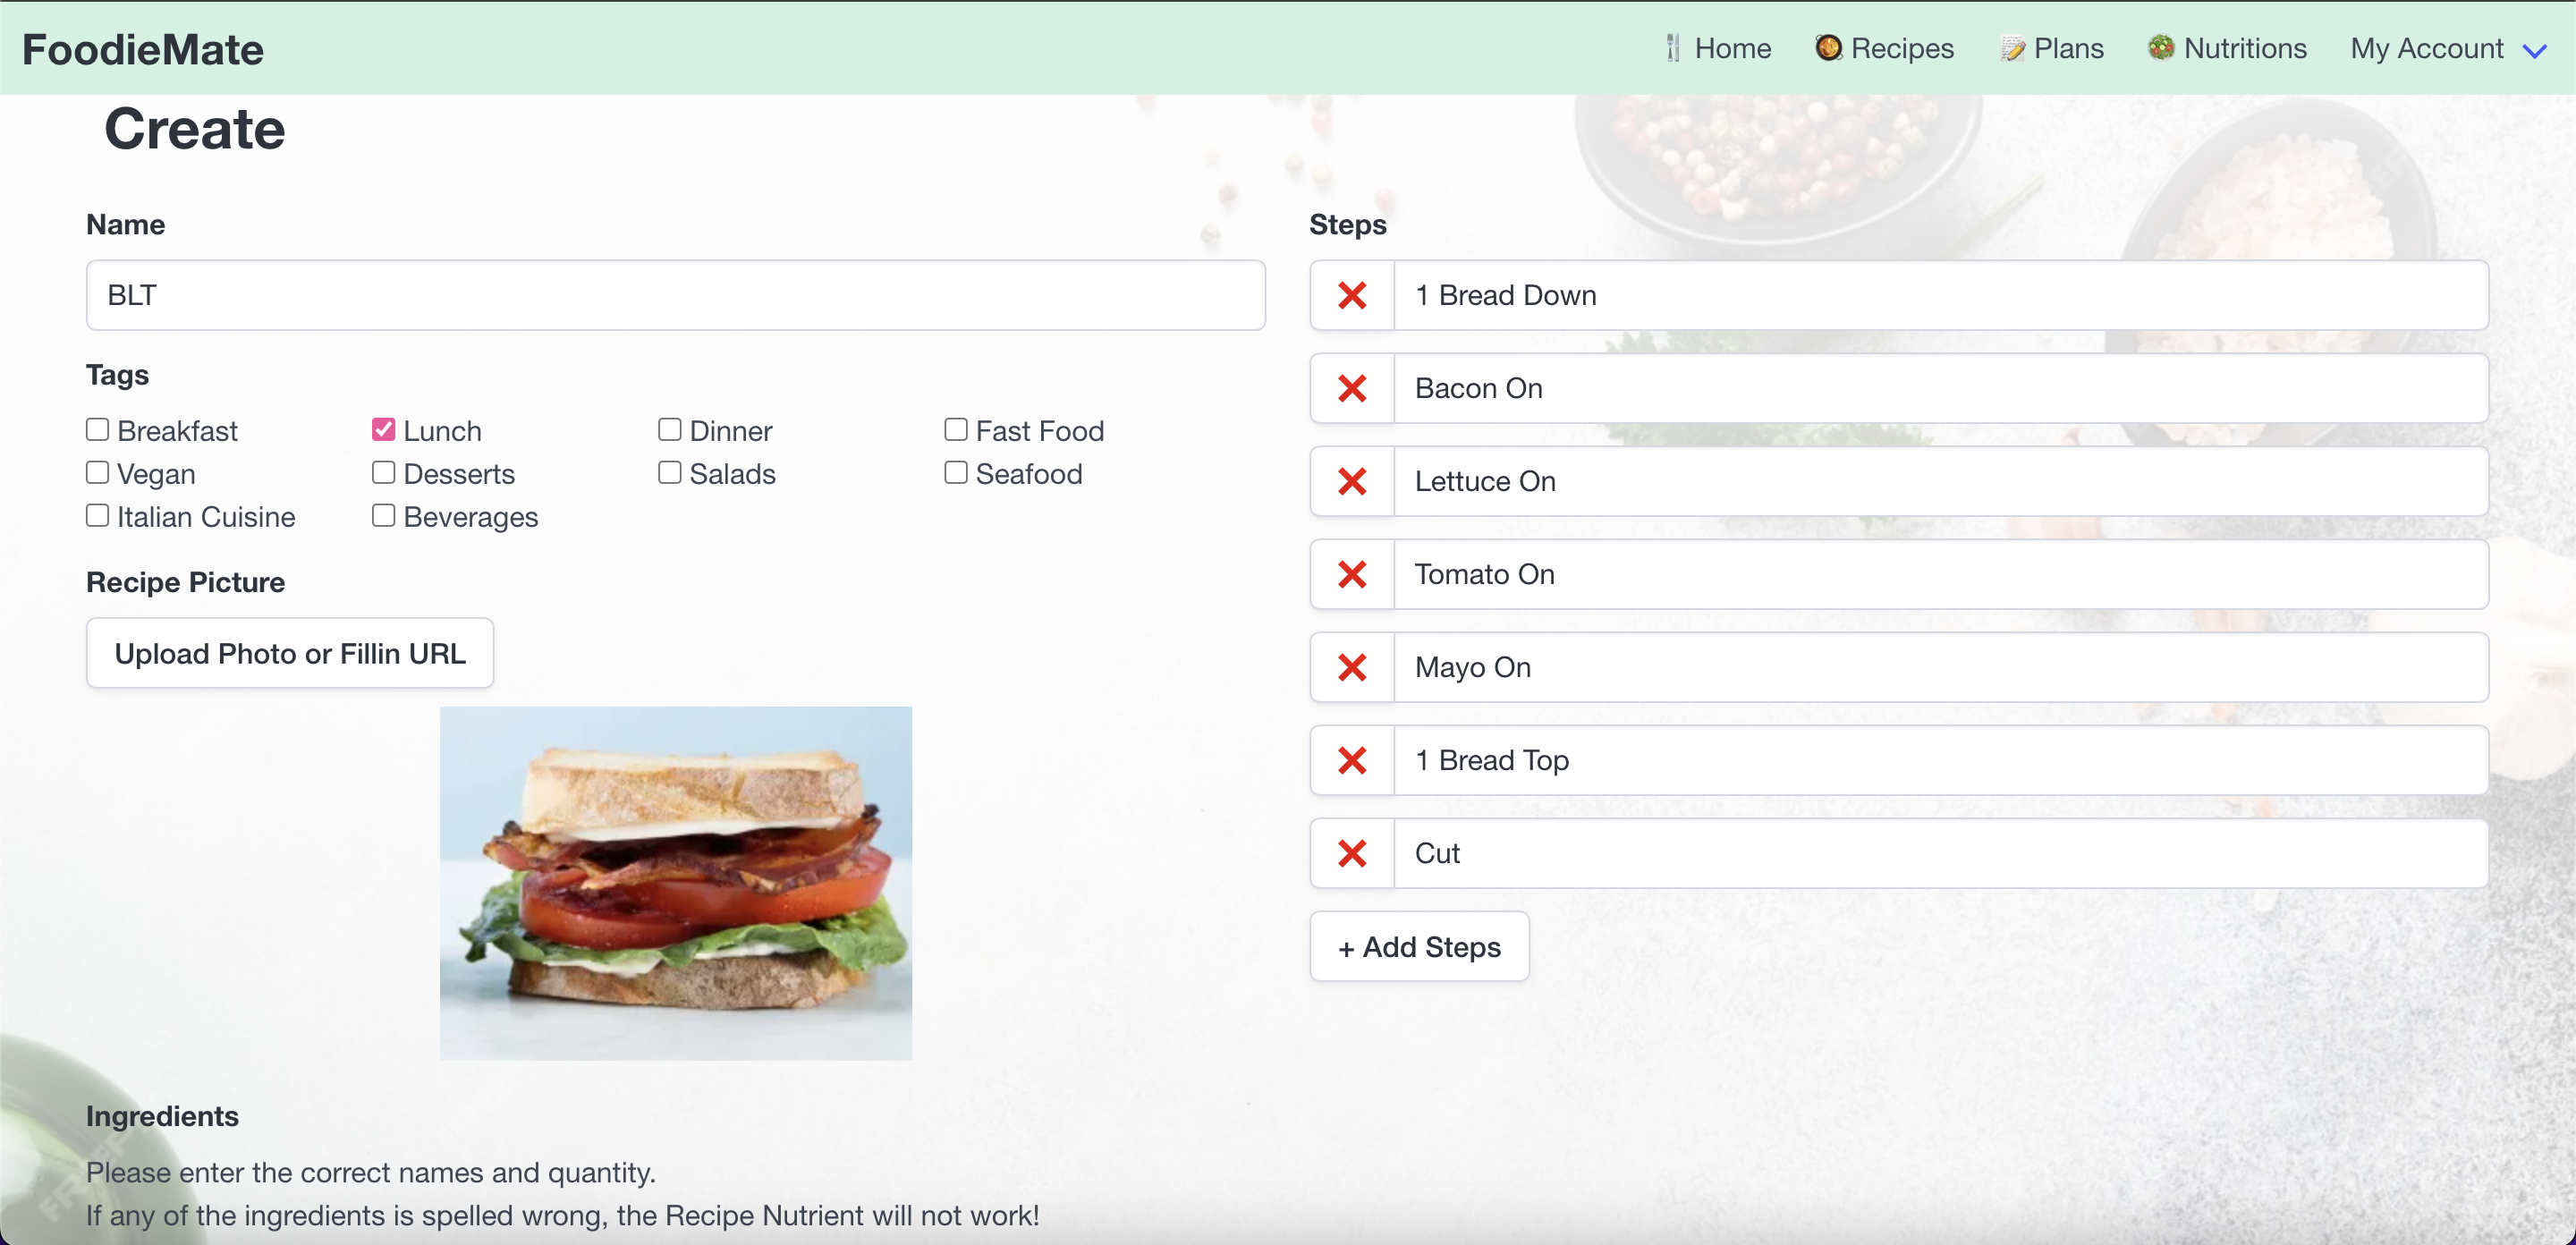 FoodieMate
Home
Recipes
Plans
Nutritions
My Account
Create
Name
BLT
Tags
Breakfast
Lunch
Dinner
Fast Food
Vegan
Desserts
Salads
Seafood
Italian Cuisine
Beverages
Recipe Picture
Upload Photo or Fillin URL
Ingredients
Please enter the correct names and quantity.
If any of the ingredients is spelled wrong, the Recipe Nutrient will not work!
Steps
1 Bread Down
Bacon On
Lettuce On
Tomato On
Mayo On
1 Bread Top
Cut
+ Add Steps